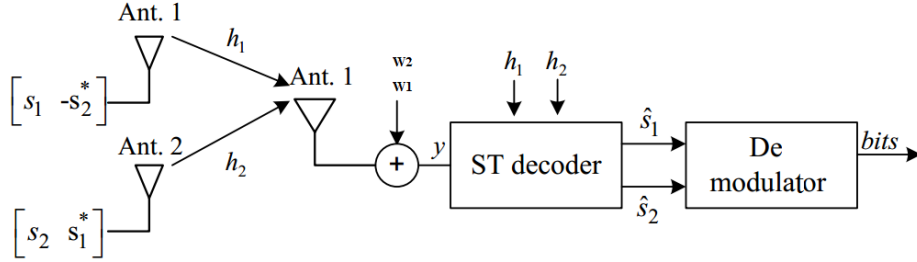 Ant. 1
h₁
[s₁ -s₂*]
Ant. 2
h₂
[s₂ s₁*]
Ant. 1
w2
w1
+
y
h₁ h₂
ST decoder
ŝ₁
ŝ₂
De
modulator
bits